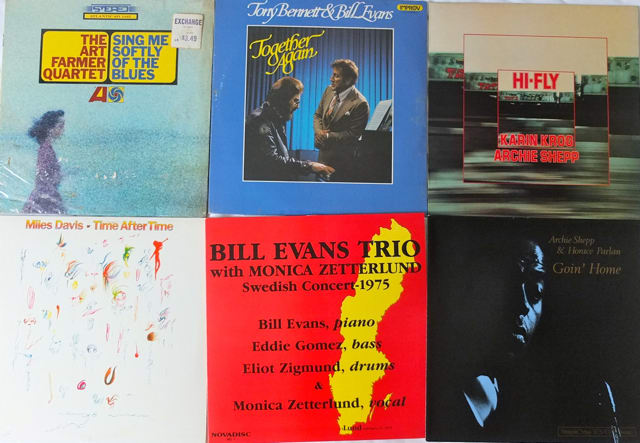 STEREO
THE
ART
FARMER
QUARTET
SING ME
SOFTLY
OF THE
BLUES
EXCHANGE
$3.49
Tony Bennett & Bill Evans
IMPROV
Together
Again
HI-FLY
KARIN KROG
ARCHIE SHEPP
Miles Davis - Time After Time
BILL EVANS TRIO
with MONICA ZETTERLUND
Swedish Concert-1975
Bill Evans, piano
Eddie Gomez, bass
Eliot Zigmund, drums
&
Monica Zetterlund, vocal
Lund
NOVADISC
Archie Shepp
& Horace Parlan
Goin' Home